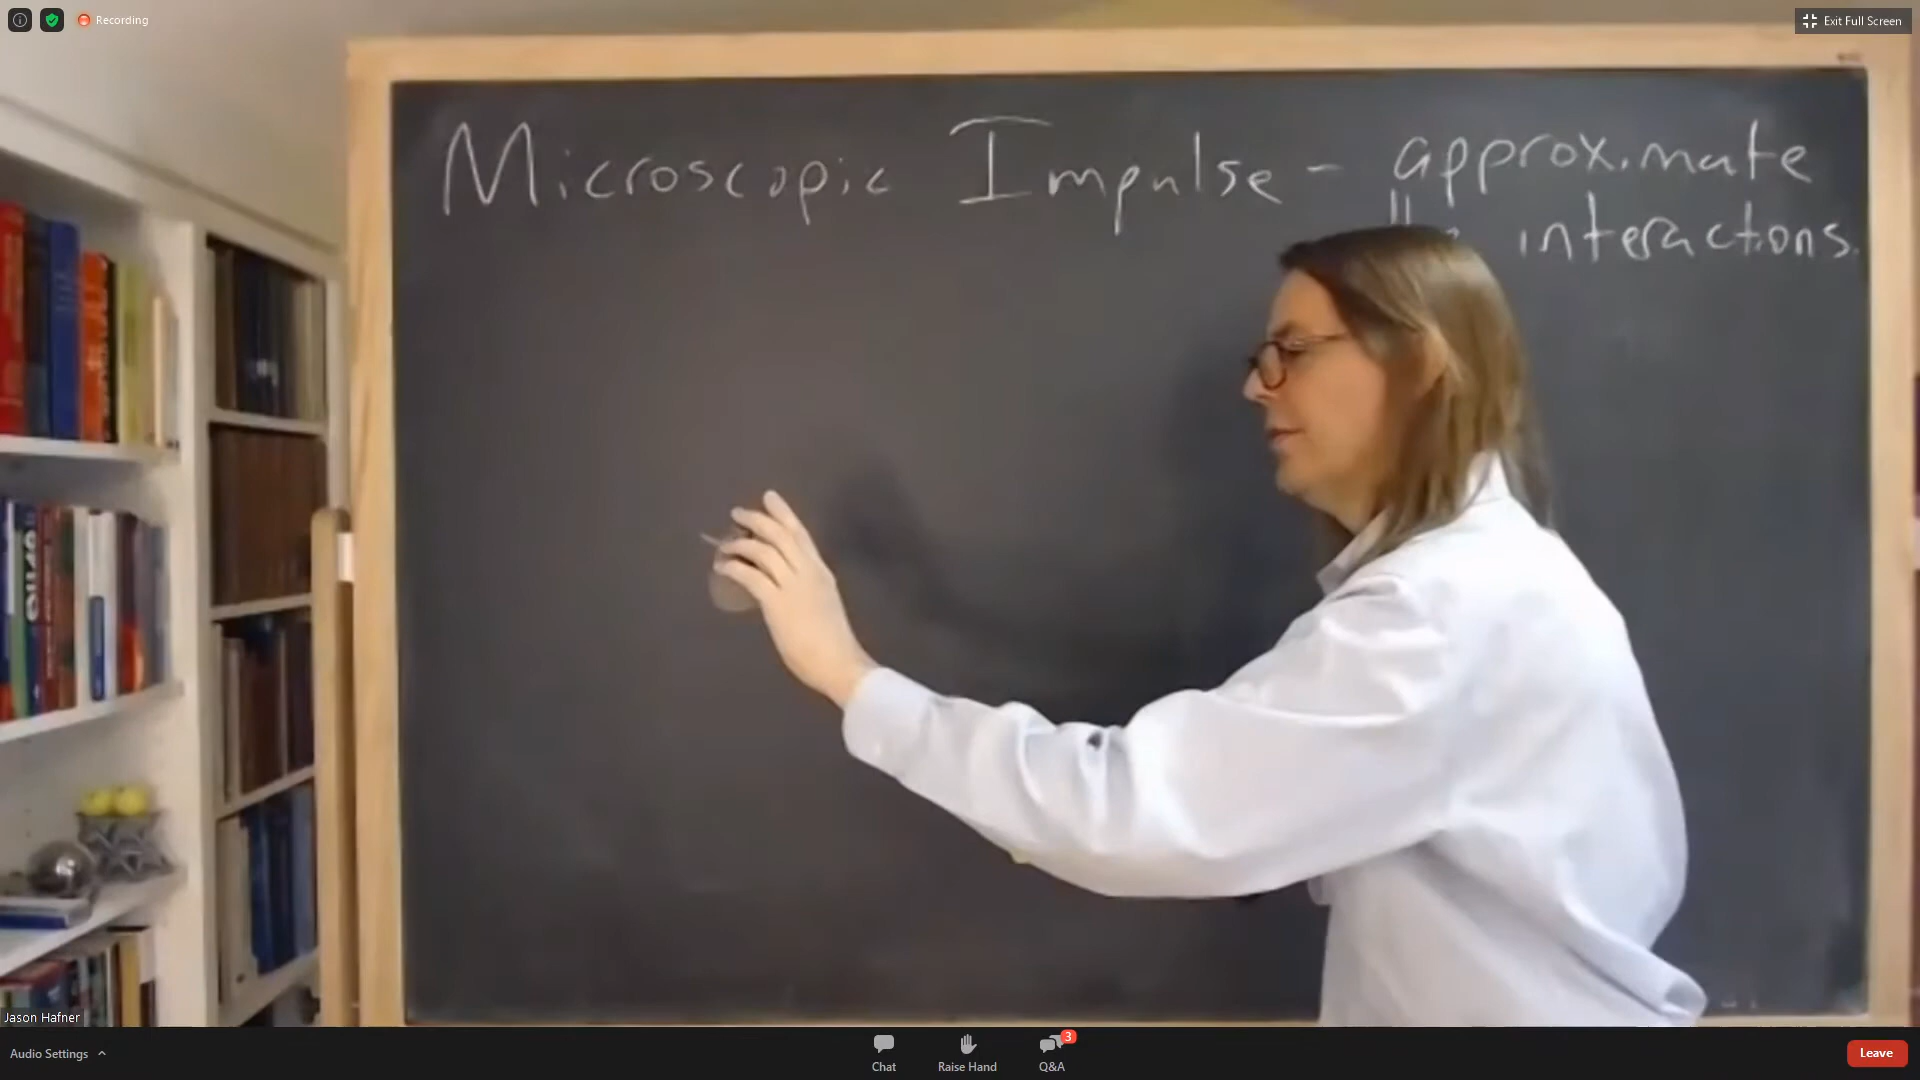 Recording
Exit Full Screen
Microscopic Impulse - approximate
interactions.
Jason Hafner
Audio Settings
Chat
Raise Hand
3
Q&A
Leave